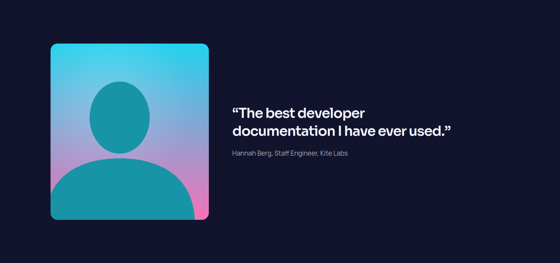 “The best developer
documentation I have ever used.”
Hannah Berg, Staff Engineer, Kite Labs